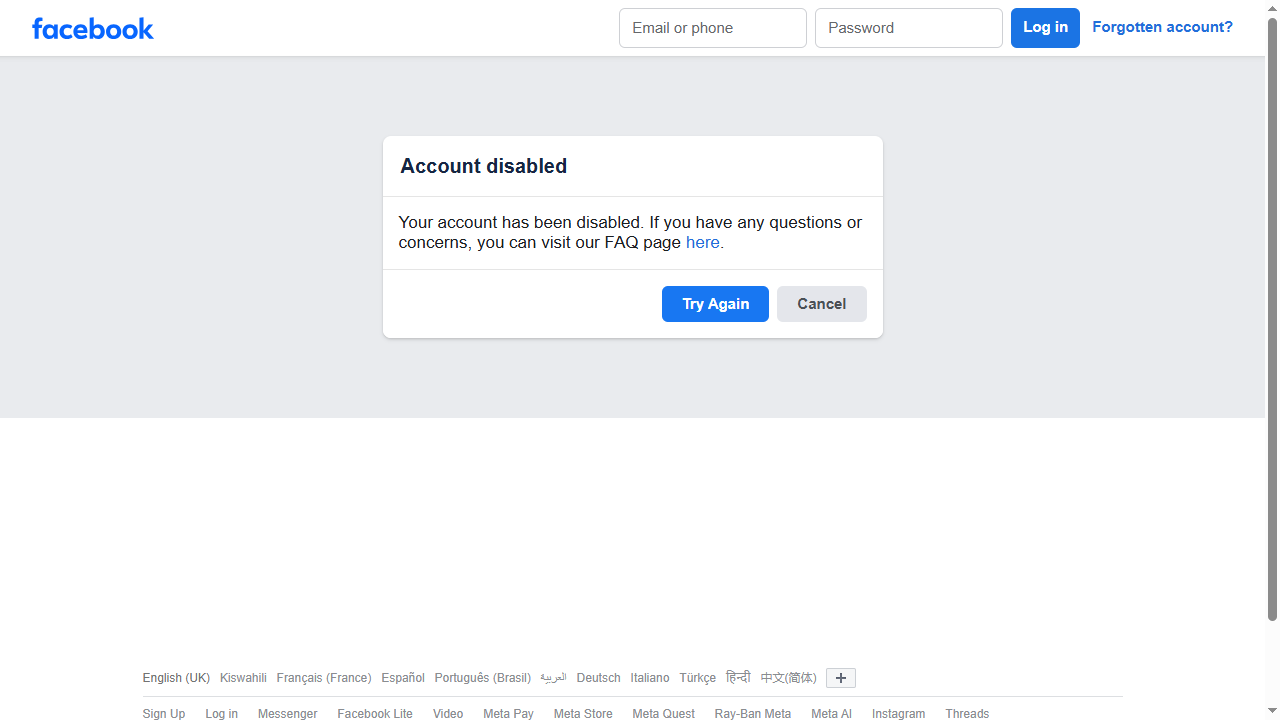 facebook
Email or phone
Password
Log in
Forgotten account?
Account disabled
Your account has been disabled. If you have any questions or
concerns, you can visit our FAQ page here.
Try Again
Cancel
English (UK) Kiswahili Français (France) Español Português (Brasil) العربية Deutsch Italiano Türkçe हिन्दी 中文(简体)
Sign Up Log in Messenger Facebook Lite Video Meta Pay Meta Store Meta Quest Ray-Ban Meta Meta AI Instagram Threads